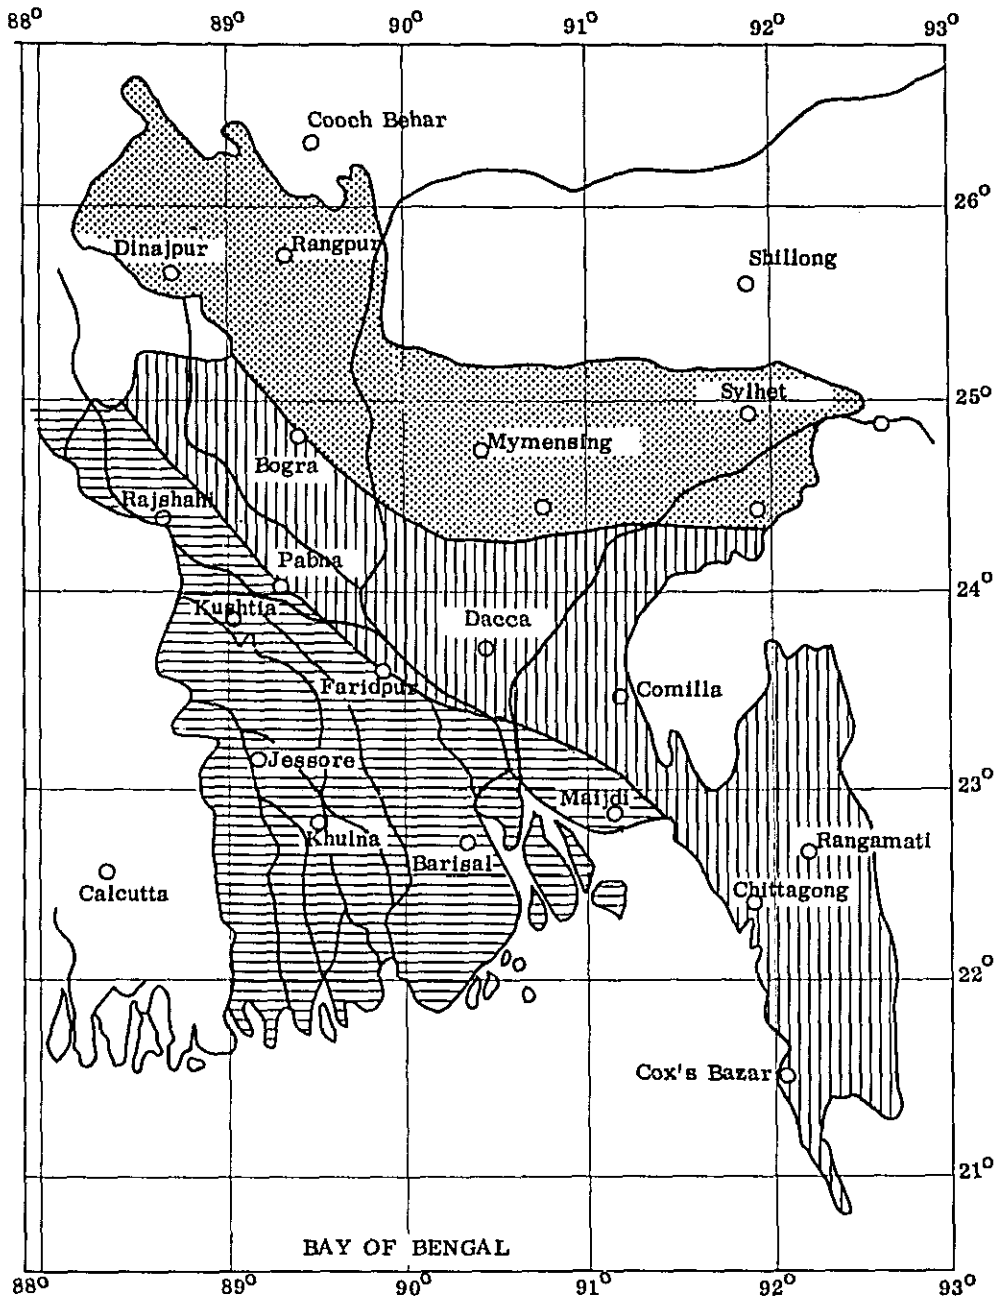 88° 89° 90° 91° 92° 93°
Cooch Behar
26°
Dinajpur Rangpur
Shillong
Sylhet
25°
Mymensing
Bogra
Rajshahi
Pabna
24°
Kushtia
Dacca
Faridpur Comilla
Jessore
23°
Maijdi
Khulna
Rangamati
Barisal
Calcutta
Chittagong
22°
Cox's Bazar
21°
BAY OF BENGAL
88° 89° 90° 91° 92° 93°